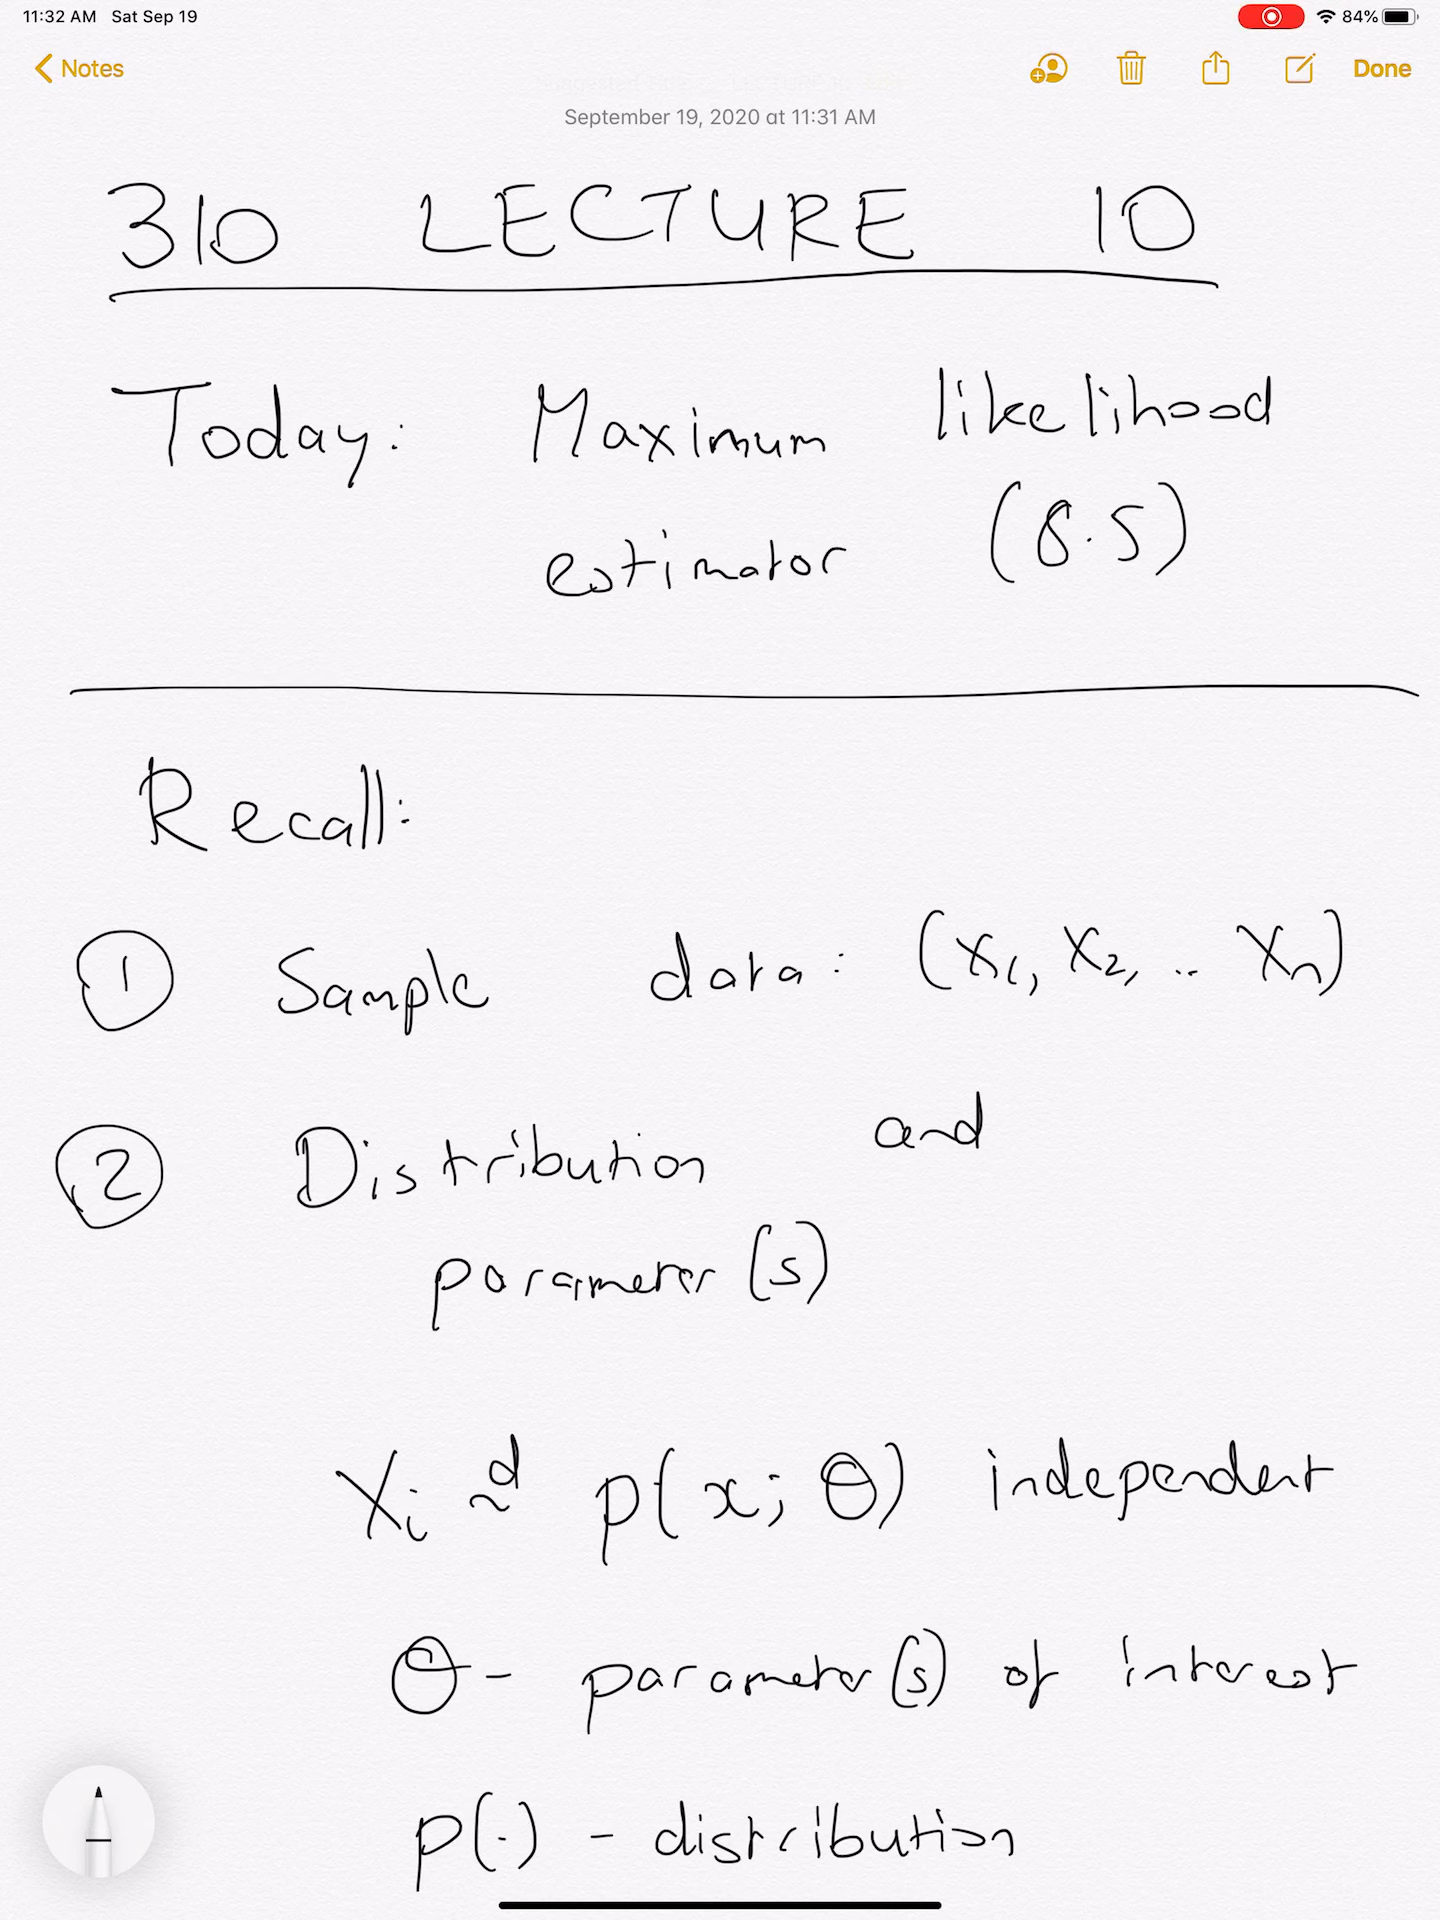 11:32 AM Sat Sep 19 84%
Notes Done
September 19, 2020 at 11:31 AM
310 LECTURE 10
Today: Maximum likelihood
estimator (8.5)
Recall:
① Sample data: (X₁, X₂, .. Xₙ)
② Distribution and
parameter(s)
Xᵢ ~ᵈ p(x; θ) independent
θ - parameter(s) of interest
p(·) - distribution